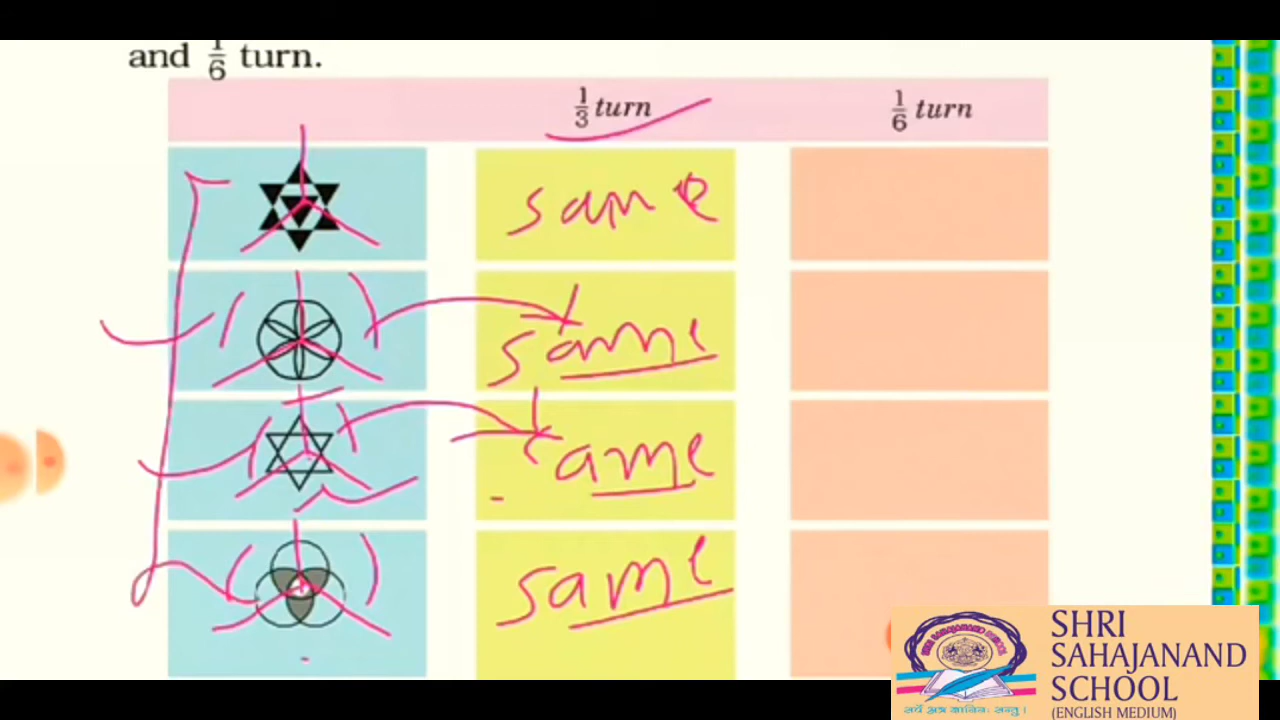 and 1/6 turn.
1/3 turn 1/6 turn
same
same
same
same
SHRI
SAHAJANAND
SCHOOL
(ENGLISH MEDIUM)